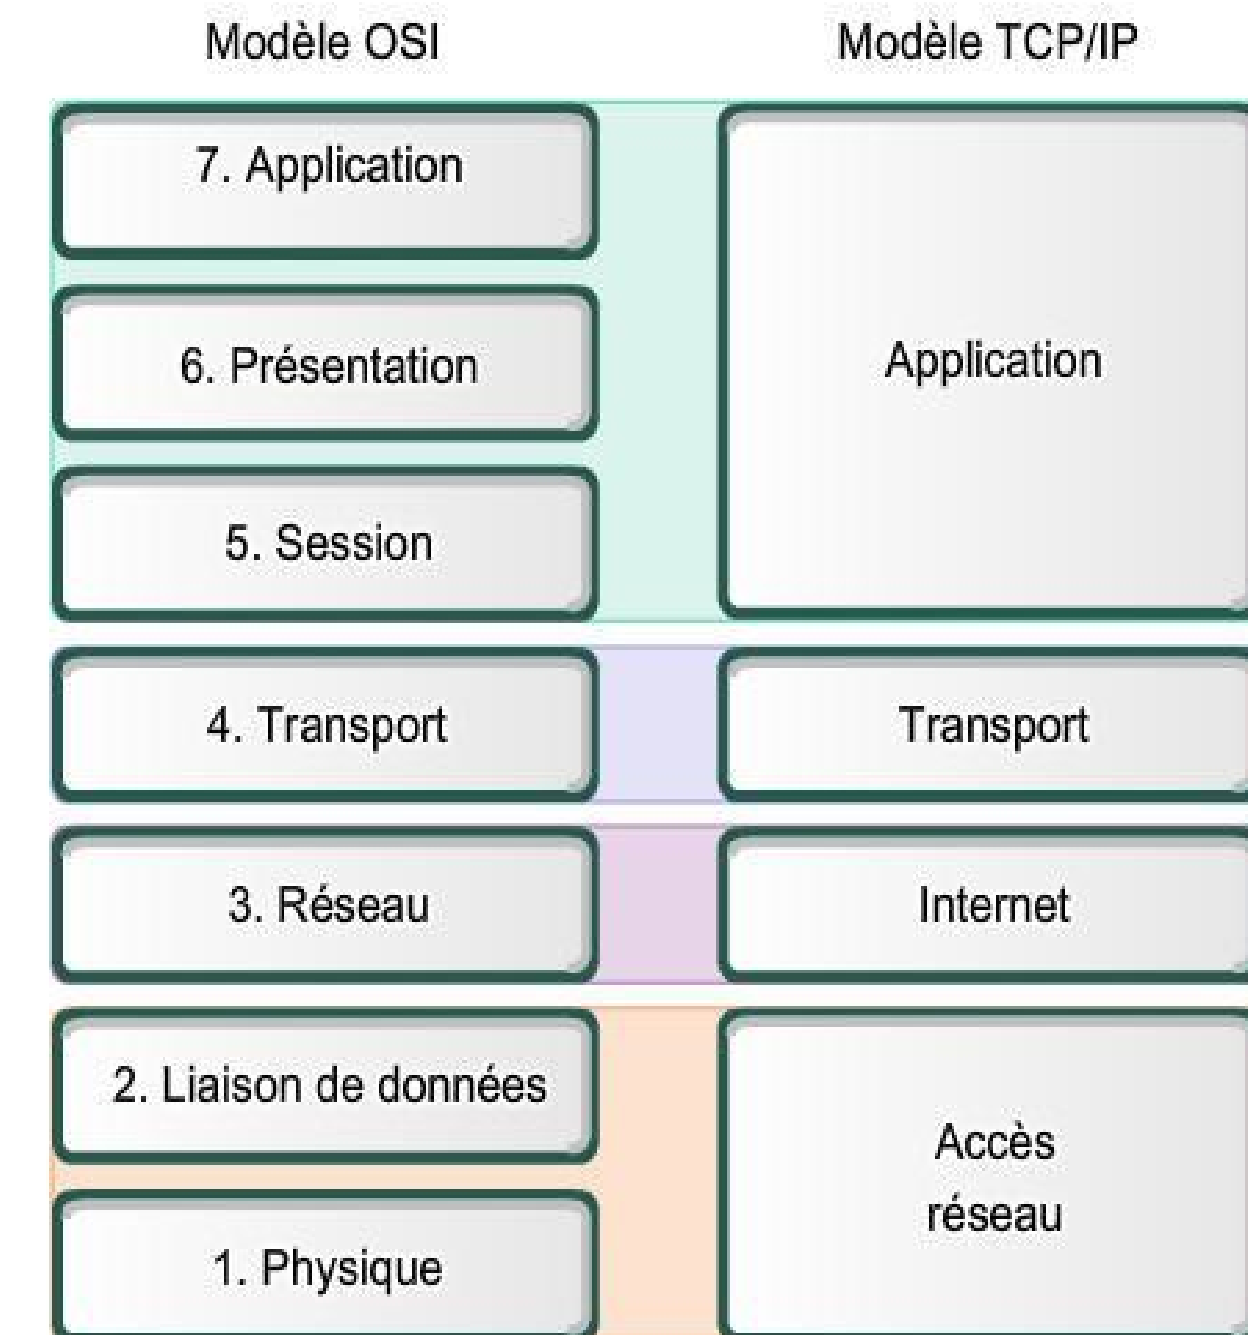 Modèle OSI
Modèle TCP/IP
7. Application
6. Présentation
5. Session
Application
4. Transport
Transport
3. Réseau
Internet
2. Liaison de données
1. Physique
Accès
réseau